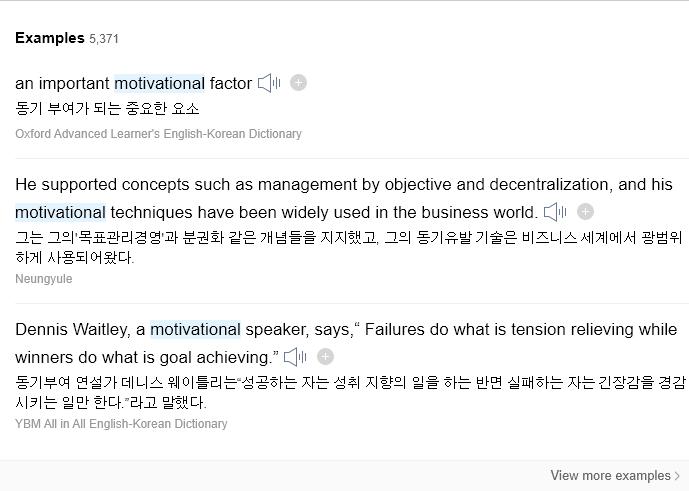 Examples 5,371
an important motivational factor
동기 부여가 되는 중요한 요소
Oxford Advanced Learner's English-Korean Dictionary
He supported concepts such as management by objective and decentralization, and his
motivational techniques have been widely used in the business world.
그는 그의'목표관리경영'과 분권화 같은 개념들을 지지했고, 그의 동기유발 기술은 비즈니스 세계에서 광범위
하게 사용되어왔다.
Neungyule
Dennis Waitley, a motivational speaker, says,“ Failures do what is tension relieving while
winners do what is goal achieving.”
동기부여 연설가 데니스 웨이틀리는“성공하는 자는 성취 지향의 일을 하는 반면 실패하는 자는 긴장감을 경감
시키는 일만 한다.”라고 말했다.
YBM All in All English-Korean Dictionary
View more examples